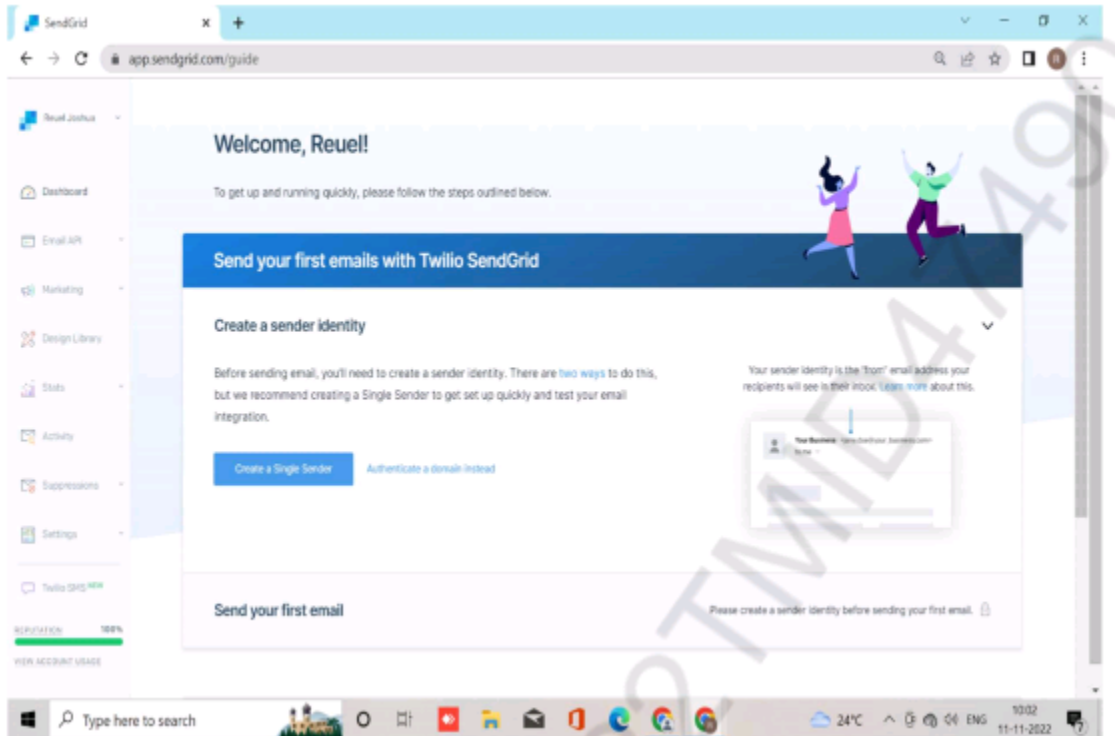 SendGrid
app.sendgrid.com/guide
Reuel Joshua
Welcome, Reuel!
To get up and running quickly, please follow the steps outlined below.
Dashboard
Email API
Send your first emails with Twilio SendGrid
Marketing
Create a sender identity
Design Library
Before sending email, you'll need to create a sender identity. There are two ways to do this,
but we recommend creating a Single Sender to get set up quickly and test your email
integration.
Your sender identity is the "from" email address your
recipients will see in their inbox. Learn more about this.
Stats
Activity
Your Business
to me
Create a Single Sender
Authenticate a domain instead
Suppressions
Settings
Twilio SMS NEW
Send your first email
Please create a sender identity before sending your first email.
REPUTATION 100%
VIEW ACCOUNT USAGE
Type here to search
24°C
ENG
10:02
11-11-2022
2TMID4749